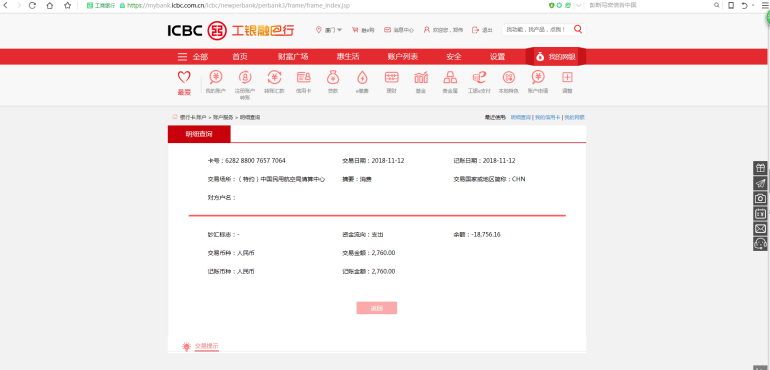 工商银行 https://mybank.icbc.com.cn/icbc/newperbank/perbank3/frame/frame_index.jsp
ICBC 工银融e行
厦门 融e购 消息中心 欢迎您，郑伟 退出 找功能，找产品，点我！
全部 首页 财富广场 惠生活 账户列表 安全 设置 我的网银
最爱 我的账户 注册账户转账 转账汇款 信用卡 贷款 e缴费 理财 基金 贵金属 工银e支付 本地特色 账户申请 调整
银行卡.账户 > 账户服务 > 明细查询 最近使用: 明细查询 | 我的信用卡 | 我的网银
明细查询
卡号：6282 8800 7657 7064 交易日期：2018-11-12 记账日期：2018-11-12
交易场所：（特约）中国民用航空局清算中心 摘要：消费 交易国家或地区简称：CHN
对方户名：
钞汇标志：- 资金流向：支出 余额：-18,756.16
交易币种：人民币 交易金额：2,760.00
记账币种：人民币 记账金额：2,760.00
返回
交易提示